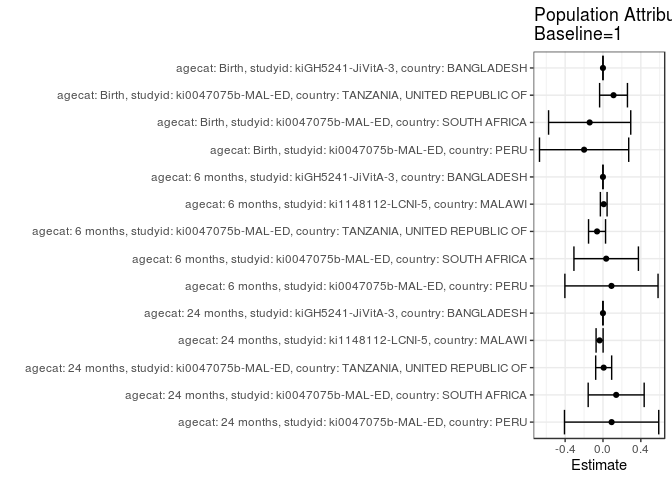 Population Attribu
Baseline=1
agecat: Birth, studyid: kiGH5241-JiVitA-3, country: BANGLADESH
agecat: Birth, studyid: ki0047075b-MAL-ED, country: TANZANIA, UNITED REPUBLIC OF
agecat: Birth, studyid: ki0047075b-MAL-ED, country: SOUTH AFRICA
agecat: Birth, studyid: ki0047075b-MAL-ED, country: PERU
agecat: 6 months, studyid: kiGH5241-JiVitA-3, country: BANGLADESH
agecat: 6 months, studyid: ki1148112-LCNI-5, country: MALAWI
agecat: 6 months, studyid: ki0047075b-MAL-ED, country: TANZANIA, UNITED REPUBLIC OF
agecat: 6 months, studyid: ki0047075b-MAL-ED, country: SOUTH AFRICA
agecat: 6 months, studyid: ki0047075b-MAL-ED, country: PERU
agecat: 24 months, studyid: kiGH5241-JiVitA-3, country: BANGLADESH
agecat: 24 months, studyid: ki1148112-LCNI-5, country: MALAWI
agecat: 24 months, studyid: ki0047075b-MAL-ED, country: TANZANIA, UNITED REPUBLIC OF
agecat: 24 months, studyid: ki0047075b-MAL-ED, country: SOUTH AFRICA
agecat: 24 months, studyid: ki0047075b-MAL-ED, country: PERU
-0.4 0.0 0.4
Estimate